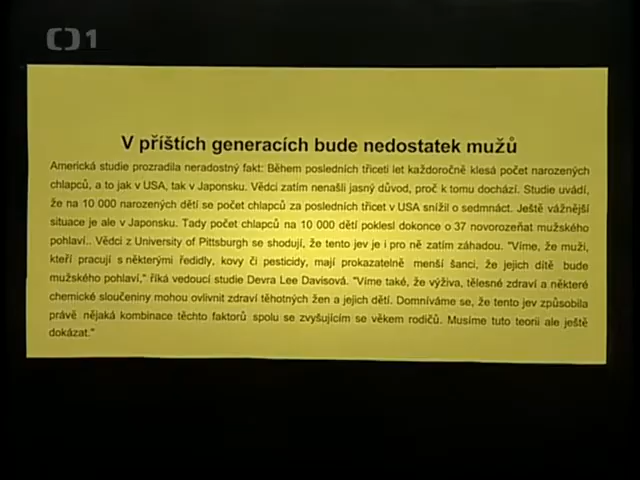 ČT1
V příštích generacích bude nedostatek mužů
Americká studie prozradila neradostný fakt: Během posledních třiceti let každoročně klesá počet narozených
chlapců, a to jak v USA, tak v Japonsku. Vědci zatím nenašli jasný důvod, proč k tomu dochází. Studie uvádí,
že na 10 000 narozených dětí se počet chlapců za posledních třicet v USA snížil o sedmnáct. Ještě vážnější
situace je ale v Japonsku. Tady počet chlapců na 10 000 dětí poklesl dokonce o 37 novorozeňat mužského
pohlaví.. Vědci z University of Pittsburgh se shodují, že tento jev je i pro ně zatím záhadou. "Víme, že muži,
kteří pracují s některými ředidly, kovy či pesticidy, mají prokazatelně menší šanci, že jejich dítě bude
mužského pohlaví," říká vedoucí studie Devra Lee Davisová. "Víme také, že výživa, tělesné zdraví a některé
chemické sloučeniny mohou ovlivnit zdraví těhotných žen a jejich dětí. Domníváme se, že tento jev způsobila
právě nějaká kombinace těchto faktorů spolu se zvyšujícím se věkem rodičů. Musíme tuto teorii ale ještě
dokázat."